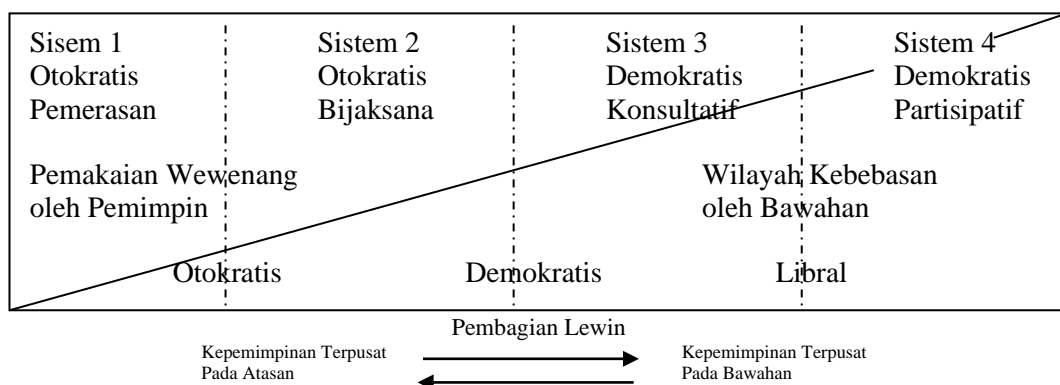 Sisem 1
Otokratis
Pemerasan
Sistem 2
Otokratis
Bijaksana
Sistem 3
Demokratis
Konsultatif
Sistem 4
Demokratis
Partisipatif
Pemakaian Wewenang
oleh Pemimpin
Wilayah Kebebasan
oleh Bawahan
Otokratis
Demokratis
Libral
Pembagian Lewin
Kepemimpinan Terpusat
Pada Atasan
Kepemimpinan Terpusat
Pada Bawahan